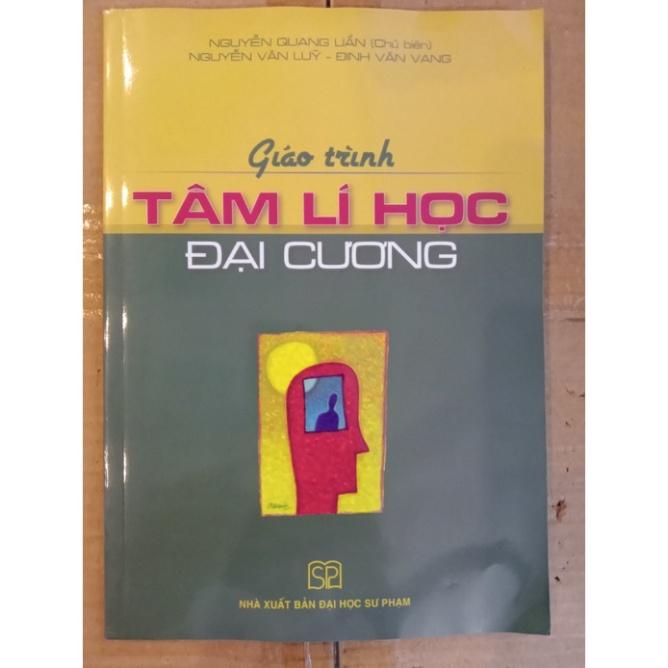 NGUYỄN QUANG UẨN (Chủ biên)
NGUYỄN VĂN LUỸ - ĐINH VĂN VANG
Giáo trình
TÂM LÍ HỌC
ĐẠI CƯƠNG
SP
NHÀ XUẤT BẢN ĐẠI HỌC SƯ PHẠM